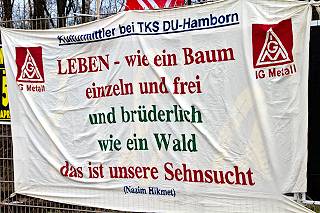 Kulturmittler bei TKS DU-Hamborn
LEBEN - wie ein Baum
einzeln und frei
und brüderlich
wie ein Wald
das ist unsere Sehnsucht
(Nazim Hikmet)
IG Metall
IG Metall